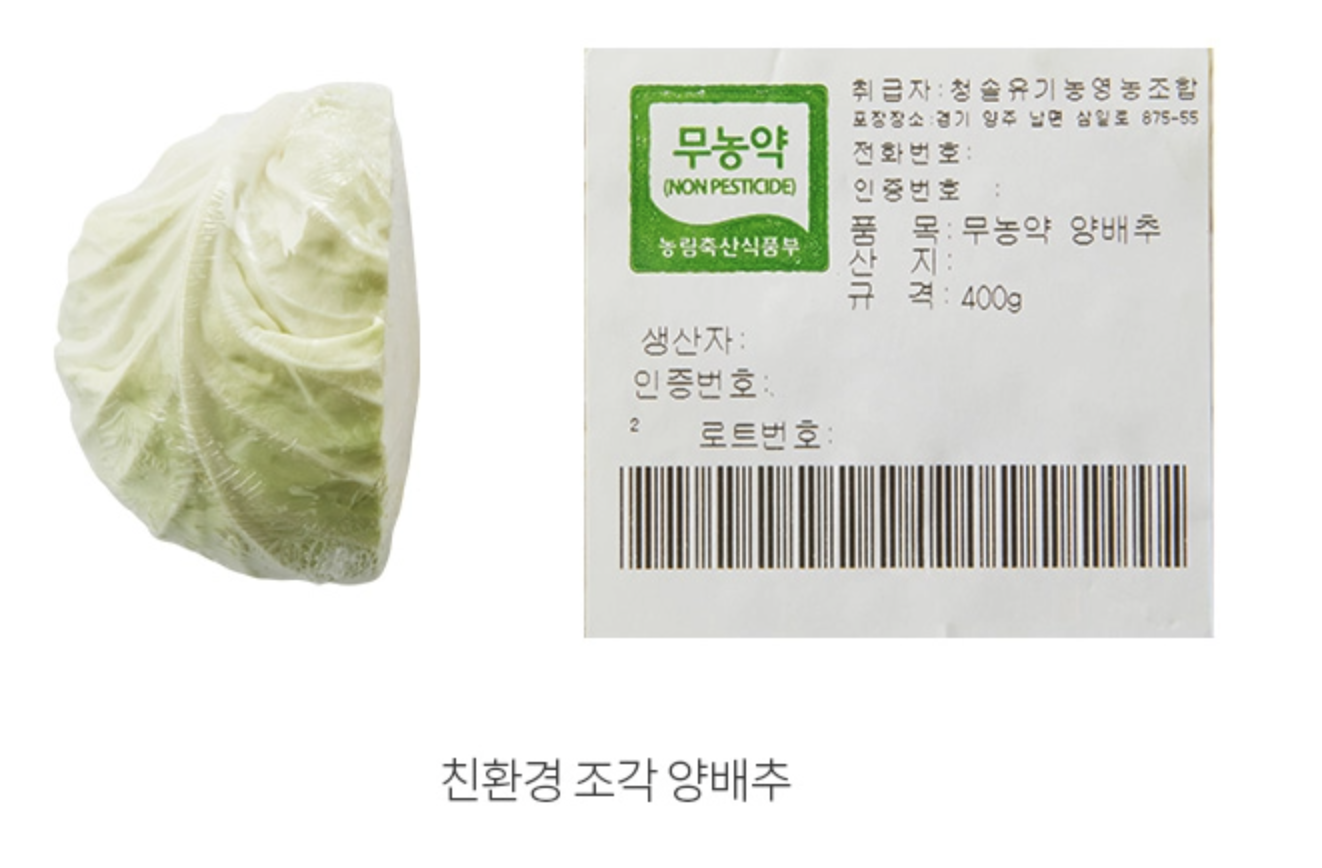 무농약
(NON PESTICIDE)
농림축산식품부
취급자:청솔유기농영농조합
포장장소:경기 양주 남면 삼일로 875-55
전화번호:
인증번호 :
품 목: 무농약 양배추
산 지:
규 격: 400g
생산자:
인증번호:
2
로트번호:
친환경 조각 양배추